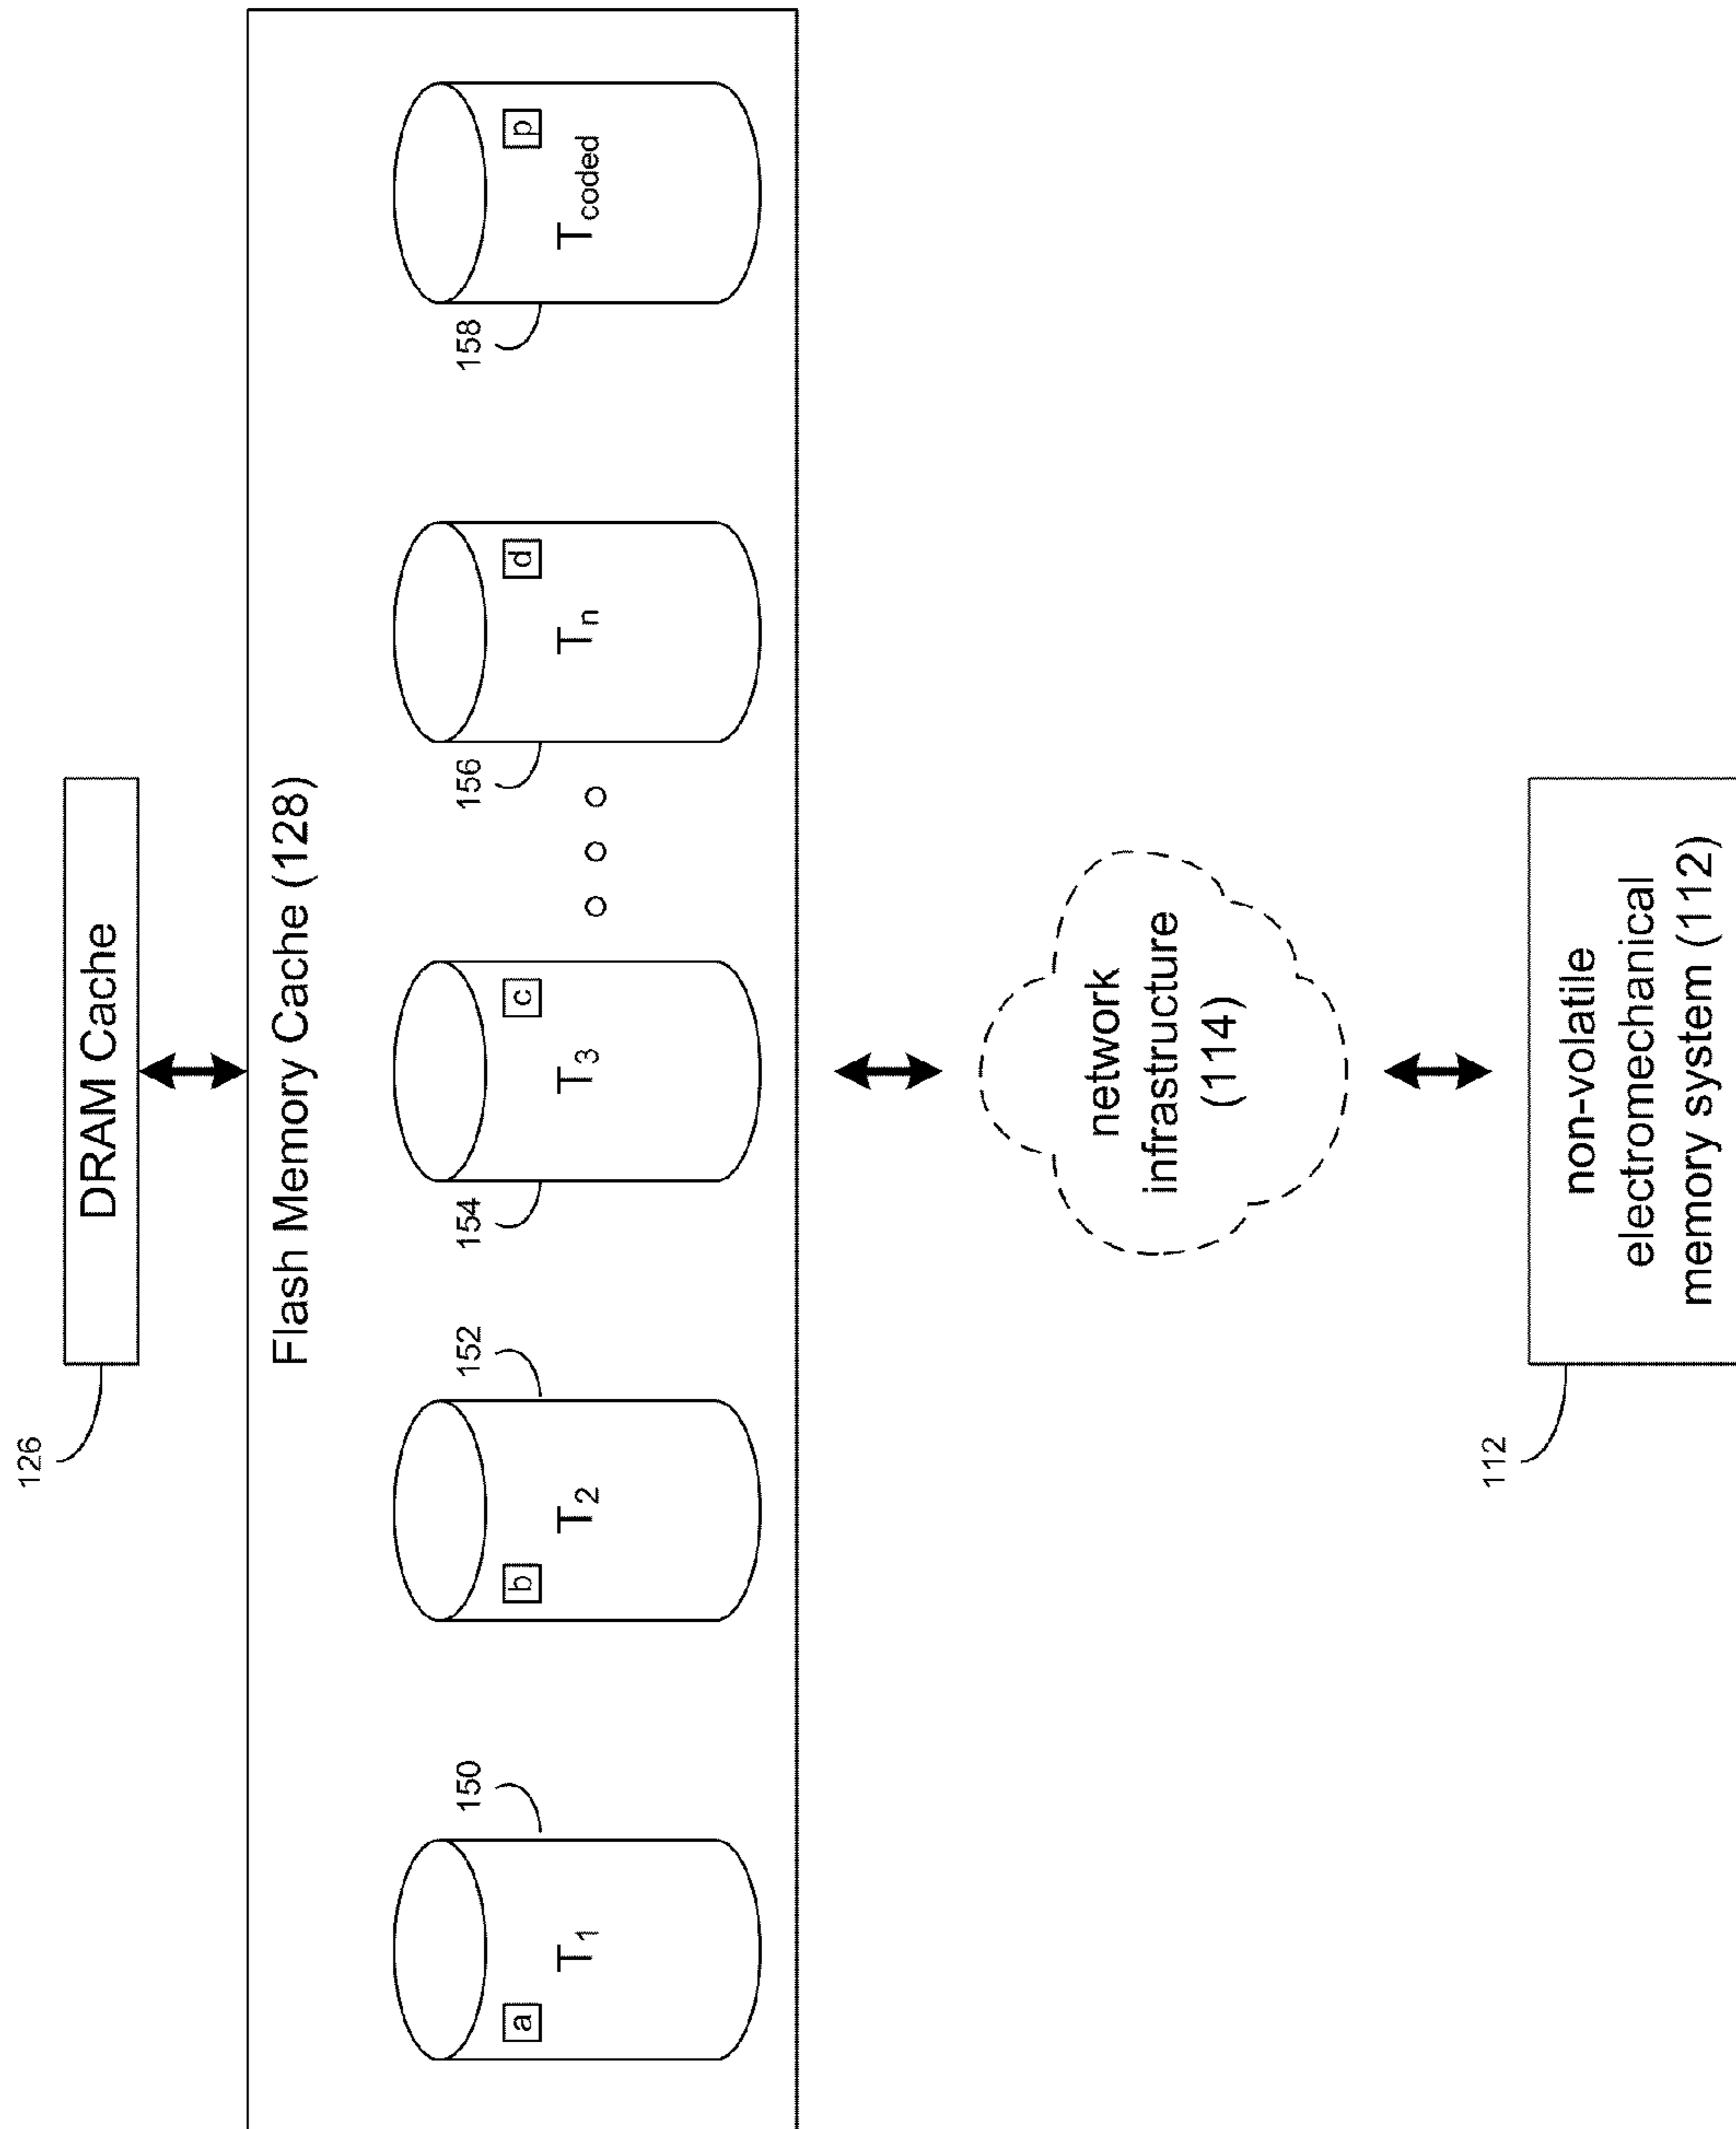 126
DRAM Cache
Flash Memory Cache (128)
150
152
154
156
158
a
b
c
d
p
T1
T2
T3
Tn
Tcoded
network
infrastructure
(114)
112
non-volatile
electromechanical
memory system (112)